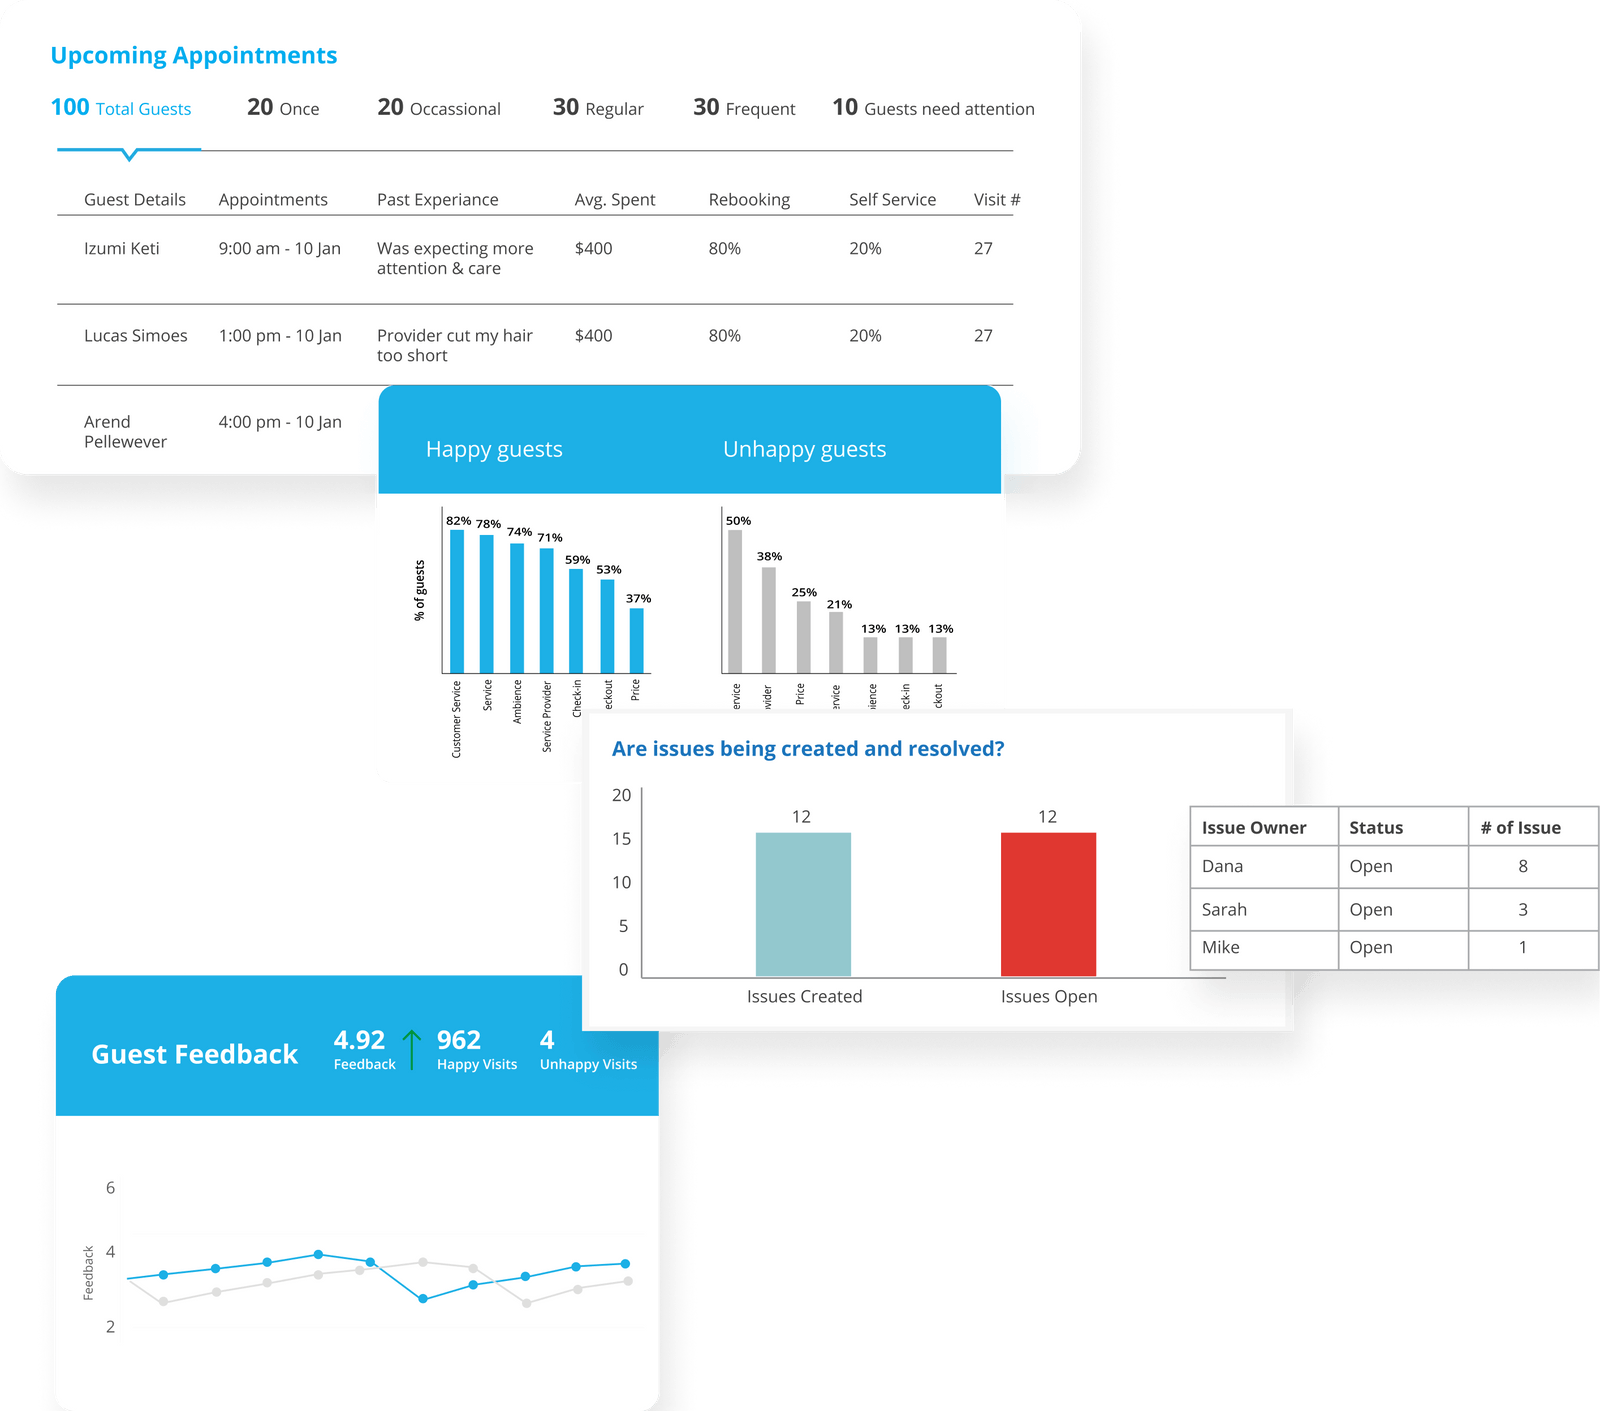 Upcoming Appointments
100 Total Guests 20 Once 20 Occassional 30 Regular 30 Frequent 10 Guests need attention
Guest Details Appointments Past Experiance Avg. Spent Rebooking Self Service Visit #
Izumi Keti 9:00 am - 10 Jan Was expecting more $400 80% 20% 27
attention & care
Lucas Simoes 1:00 pm - 10 Jan Provider cut my hair $400 80% 20% 27
too short
Arend 4:00 pm - 10 Jan
Pellewever
Happy guests Unhappy guests
% of guests
82% 78% 74% 71% 59% 53% 37%
Customer Service
Service
Ambience
Service Provider
Check-in
eckout
Price
50% 38% 25% 21% 13% 13% 13%
ervice
vider
Price
ervice
ience
eck-in
ckout
Are issues being created and resolved?
20
15
10
5
0
12 12
Issues Created Issues Open
Issue Owner Status # of Issue
Dana Open 8
Sarah Open 3
Mike Open 1
Guest Feedback
4.92 962 4
Feedback Happy Visits Unhappy Visits
Feedback
6
4
2